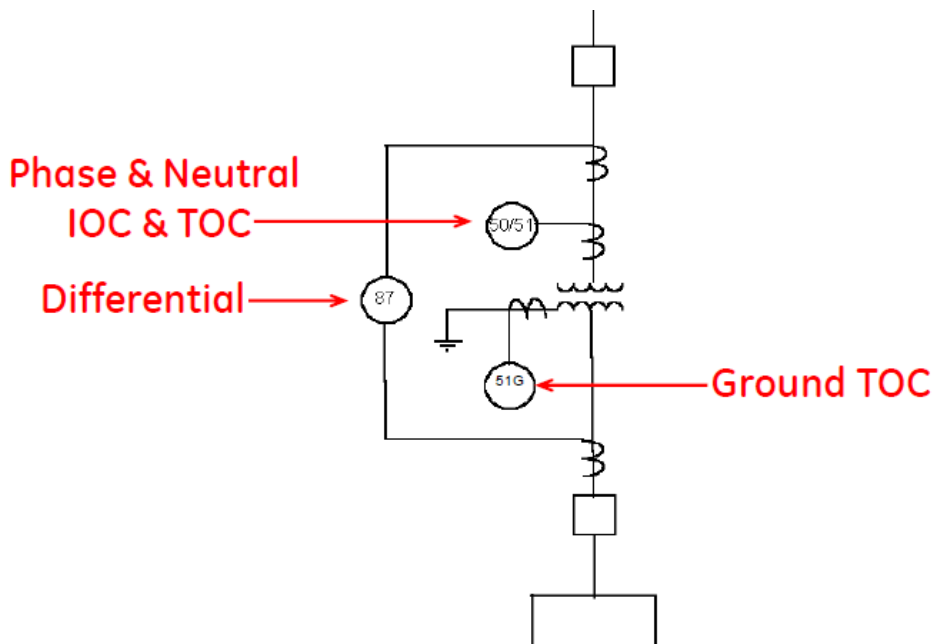 Phase & Neutral
IOC & TOC
50/51
Differential
87
51G
Ground TOC